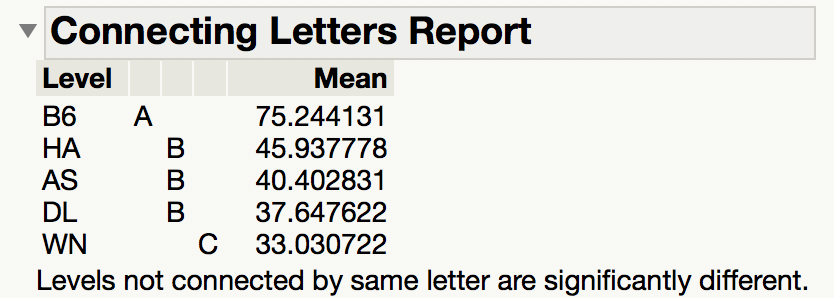 Connecting Letters Report
Level Mean
B6 A 75.244131
HA B 45.937778
AS B 40.402831
DL B 37.647622
WN C 33.030722
Levels not connected by same letter are significantly different.